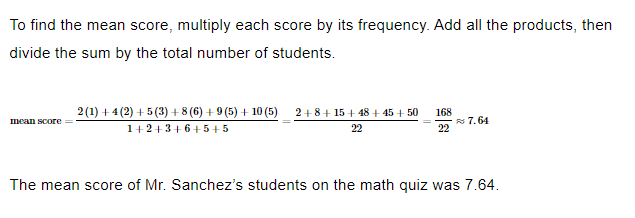 To find the mean score, multiply each score by its frequency. Add all the products, then
divide the sum by the total number of students.
mean score = \frac{2(1) + 4(2) + 5(3) + 8(6) + 9(5) + 10(5)}{1 + 2 + 3 + 6 + 5 + 5} = \frac{2 + 8 + 15 + 48 + 45 + 50}{22} = \frac{168}{22} ≈ 7.64
The mean score of Mr. Sanchez's students on the math quiz was 7.64.